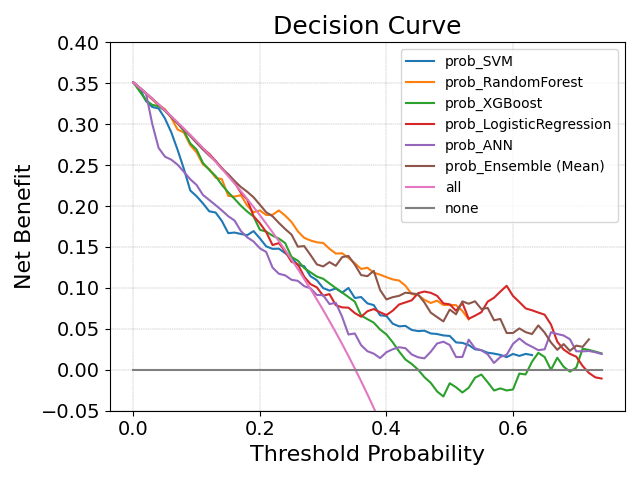 Decision Curve
Net Benefit
0.40
0.35
0.30
0.25
0.20
0.15
0.10
0.05
0.00
−0.05
prob_SVM
prob_RandomForest
prob_XGBoost
prob_LogisticRegression
prob_ANN
prob_Ensemble (Mean)
all
none
0.0 0.2 0.4 0.6
Threshold Probability